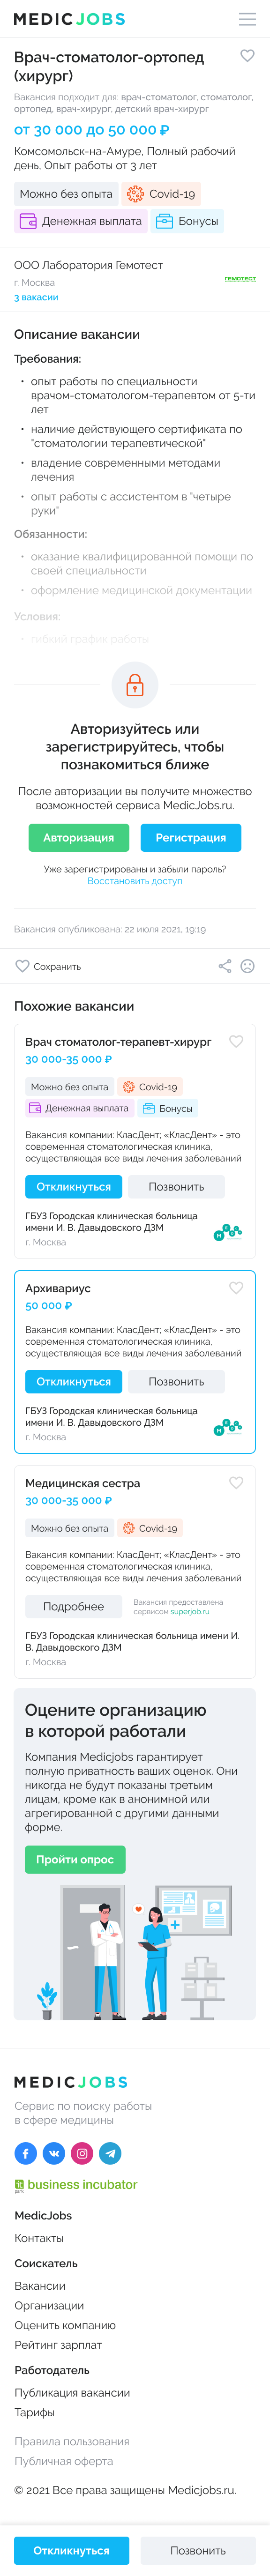 MEDICJOBS
Врач-стоматолог-ортопед
(хирург)
Вакансия подходит для: врач-стоматолог, стоматолог,
ортопед, врач-хирург, детский врач-хирург
от 30 000 до 50 000 ₽
Комсомольск-на-Амуре, Полный рабочий
день, Опыт работы от 3 лет
Можно без опыта Covid-19
Денежная выплата Бонусы
ООО Лаборатория Гемотест
г. Москва
3 вакасии
ГЕМОТЕСТ
Описание вакансии
Требования:
• опыт работы по специальности
врачом-стоматологом-терапевтом от 5-ти
лет
• наличие действующего сертификата по
"стоматологии терапевтической"
• владение современными методами
лечения
• опыт работы с ассистентом в "четыре
руки"
Обязанности:
• оказание квалифицированной помощи по
своей специальности
• оформление медицинской документации
Условия:
• гибкий график работы
Авторизуйтесь или
зарегистрируйтесь, чтобы
познакомиться ближе
После авторизации вы получите множество
возможностей сервиса MedicJobs.ru.
Авторизация Регистрация
Уже зарегистрированы и забыли пароль?
Восстановить доступ
Вакансия опубликована: 22 июля 2021, 19:19
Сохранить
Похожие вакансии
Врач стоматолог-терапевт-хирург
30 000-35 000 ₽
Можно без опыта Covid-19
Денежная выплата Бонусы
Вакансия компании: КласДент; «КласДент» - это
современная стоматологическая клиника,
осуществляющая все виды лечения заболеваний
Откликнуться Позвонить
ГБУЗ Городская клиническая больница
имени И. В. Давыдовского ДЗМ
г. Москва
Архивариус
50 000 ₽
Вакансия компании: КласДент; «КласДент» - это
современная стоматологическая клиника,
осуществляющая все виды лечения заболеваний
Откликнуться Позвонить
ГБУЗ Городская клиническая больница
имени И. В. Давыдовского ДЗМ
г. Москва
Медицинская сестра
30 000-35 000 ₽
Можно без опыта Covid-19
Вакансия компании: КласДент; «КласДент» - это
современная стоматологическая клиника,
осуществляющая все виды лечения заболеваний
Подробнее
Вакансия предоставлена
сервисом superjob.ru
ГБУЗ Городская клиническая больница имени И.
В. Давыдовского ДЗМ
г. Москва
Оцените организацию
в которой работали
Компания Medicjobs гарантирует
полную приватность ваших оценок. Они
никогда не будут показаны третьим
лицам, кроме как в анонимной или
агрегированной с другими данными
форме.
Пройти опрос
MEDICJOBS
Сервис по поиску работы
в сфере медицины
business incubator
MedicJobs
Контакты
Соискатель
Вакансии
Организации
Оценить компанию
Рейтинг зарплат
Работодатель
Публикация вакансии
Тарифы
Правила пользования
Публичная оферта
© 2021 Все права защищены Medicjobs.ru.
Откликнуться Позвонить